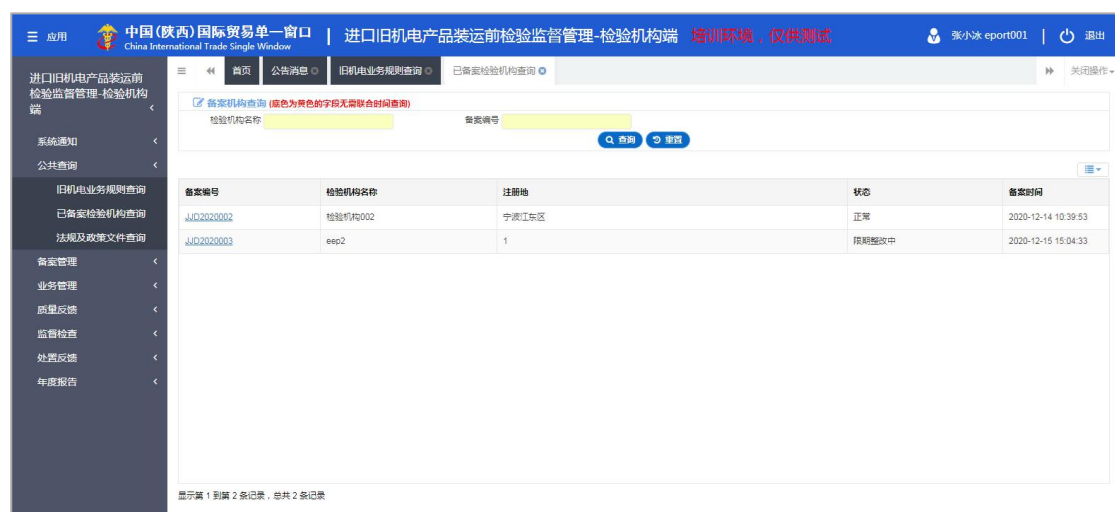 应用
中国(陕西)国际贸易单一窗口
China International Trade Single Window
进口旧机电产品装运前检验监督管理-检验机构端
培训环境，仅供测试
张小冰 eport001
退出
进口旧机电产品装运前
检验监督管理-检验机构
端
首页 公告消息 旧机电业务规则查询 已备案检验机构查询
关闭操作
备案机构查询 (底色为黄色的字段无需联合时间查询)
检验机构名称 备案编号
查询 重置
系统通知
公共查询
旧机电业务规则查询
已备案检验机构查询
法规及政策文件查询
备案管理
业务管理
质量反馈
监督检查
处置反馈
年度报告
备案编号 检验机构名称 注册地 状态 备案时间
JJD2020002 检验机构002 宁波江东区 正常 2020-12-14 10:39:53
JJD2020003 eep2 1 限期整改中 2020-12-15 15:04:33
显示第 1 到第 2 条记录，总共 2 条记录